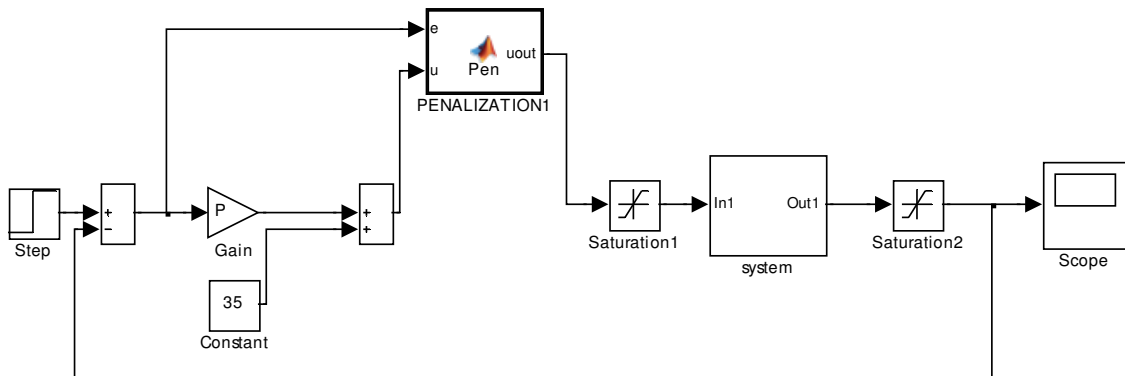 e
uout
Pen
u
PENALIZATION1
+
−
Step
P
Gain
+
+
35
Constant
Saturation1
In1
Out1
system
Saturation2
Scope